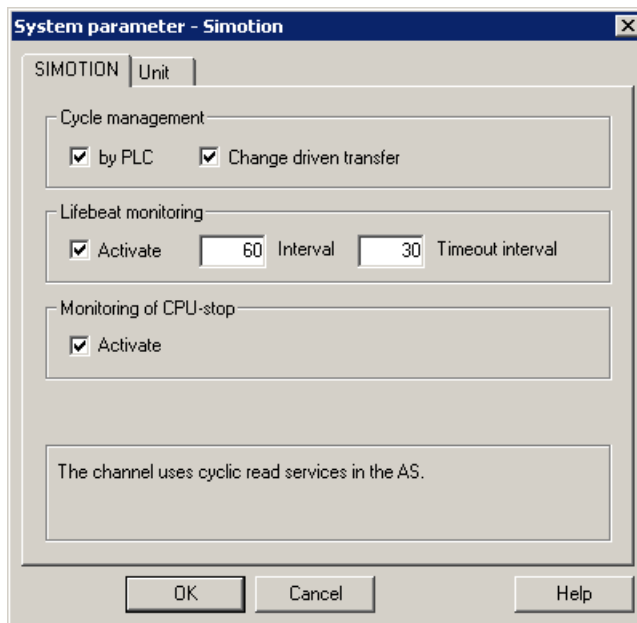 System parameter - Simotion
SIMOTION Unit
Cycle management
by PLC Change driven transfer
Lifebeat monitoring
Activate 60 Interval 30 Timeout interval
Monitoring of CPU-stop
Activate
The channel uses cyclic read services in the AS.
OK Cancel Help